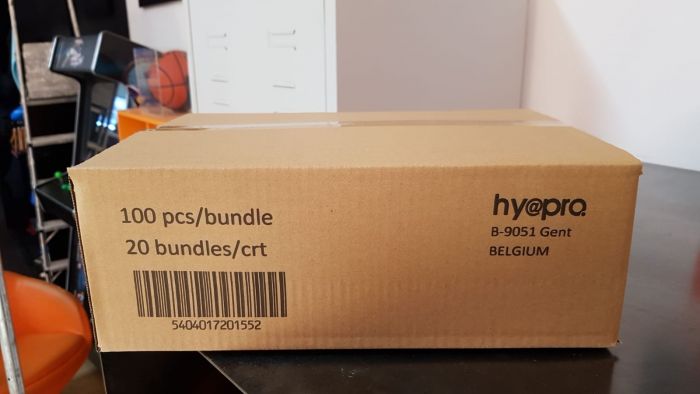 100 pcs/bundle
20 bundles/crt
5404017201552
hy@pro.
B-9051 Gent
BELGIUM